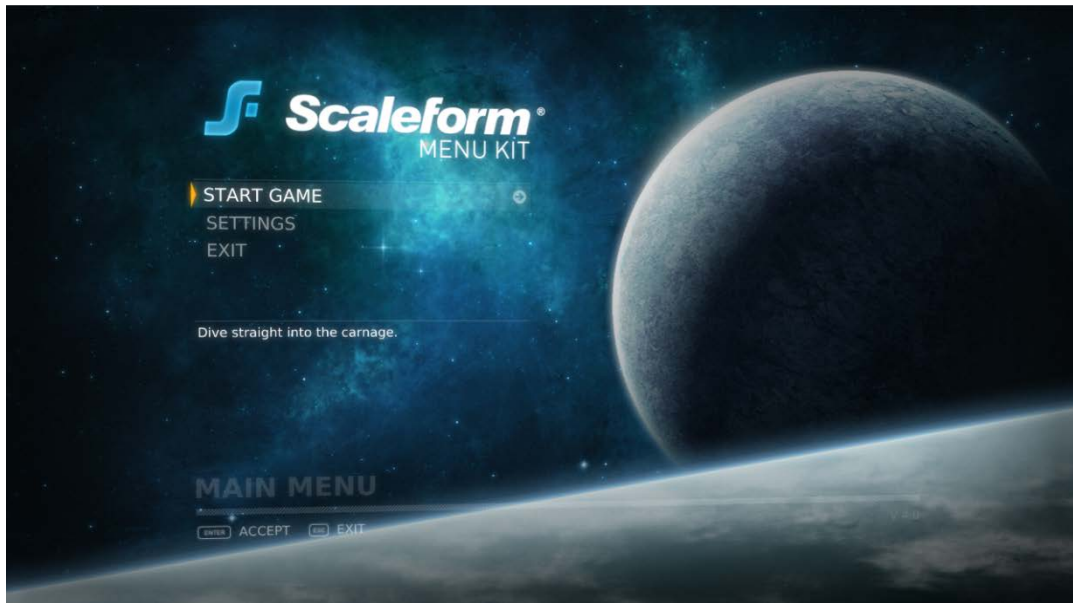 Scaleform®
MENU KIT
START GAME
SETTINGS
EXIT
Dive straight into the carnage.
MAIN MENU
ENTER ACCEPT ESC EXIT